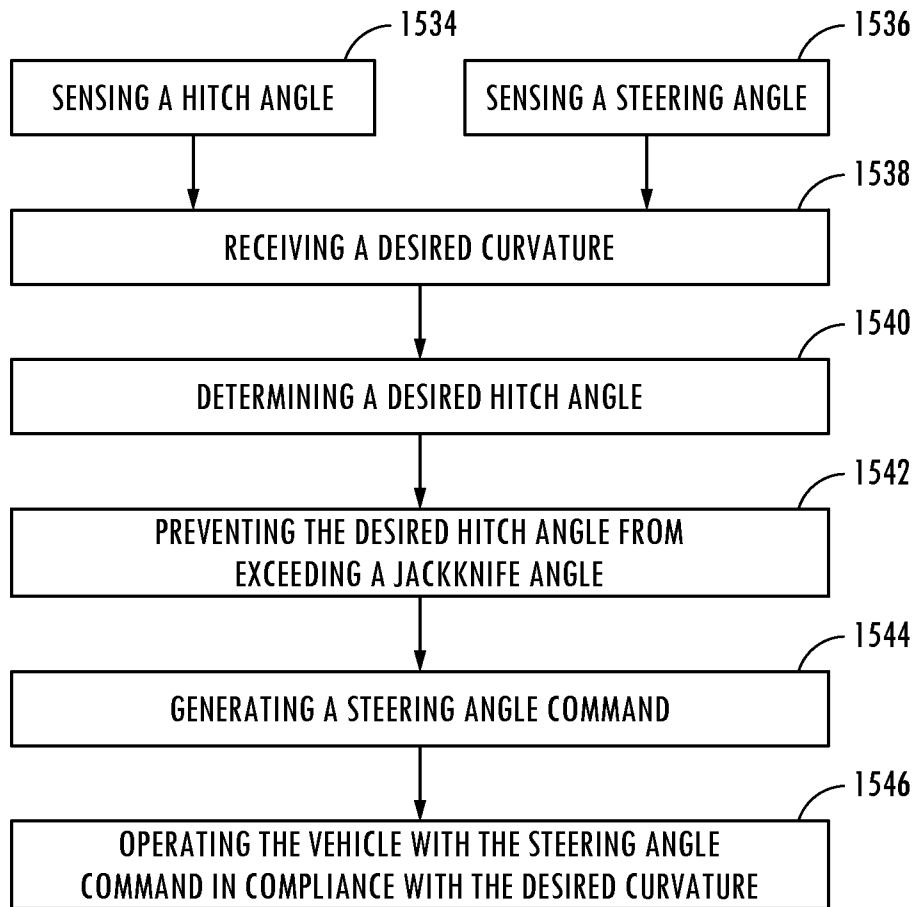 1534
1536
SENSING A HITCH ANGLE
SENSING A STEERING ANGLE
1538
RECEIVING A DESIRED CURVATURE
1540
DETERMINING A DESIRED HITCH ANGLE
1542
PREVENTING THE DESIRED HITCH ANGLE FROM
EXCEEDING A JACKKNIFE ANGLE
1544
GENERATING A STEERING ANGLE COMMAND
1546
OPERATING THE VEHICLE WITH THE STEERING ANGLE
COMMAND IN COMPLIANCE WITH THE DESIRED CURVATURE